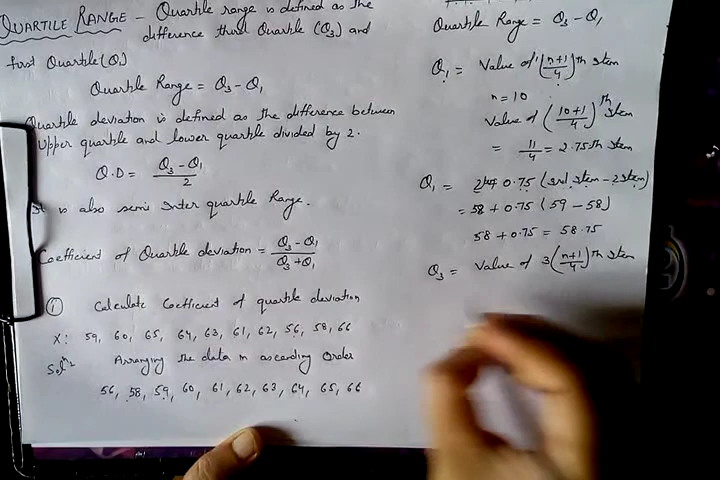 QUARTILE RANGE - Quartile range is defined as the
difference third Quartile (Q3) and
first Quartile (Q1)
Quartile Range = Q3 - Q1
Quartile deviation is defined as the difference between
Upper quartile and lower quartile divided by 2.
Q.D = Q3 - Q1 / 2
It is also semi Inter quartile Range.
Coefficient of Quartile deviation = Q3 - Q1 / Q3 + Q1
① Calculate Coefficient of quartile deviation
X: 59, 60, 65, 64, 63, 61, 62, 56, 58, 66
Soln Arranging the data in ascending Order
56, 58, 59, 60, 61, 62, 63, 64, 65, 66
Quartile Range = Q3 - Q1
Q1 = Value of (n+1/4)th item
n = 10
Value of (10+1/4)th item
= 11/4 = 2.75th item
Q1 = 2nd + 0.75 (3rd item - 2 item)
= 58 + 0.75 (59 - 58)
58 + 0.75 = 58.75
Q3 = Value of 3(n+1/4)th item